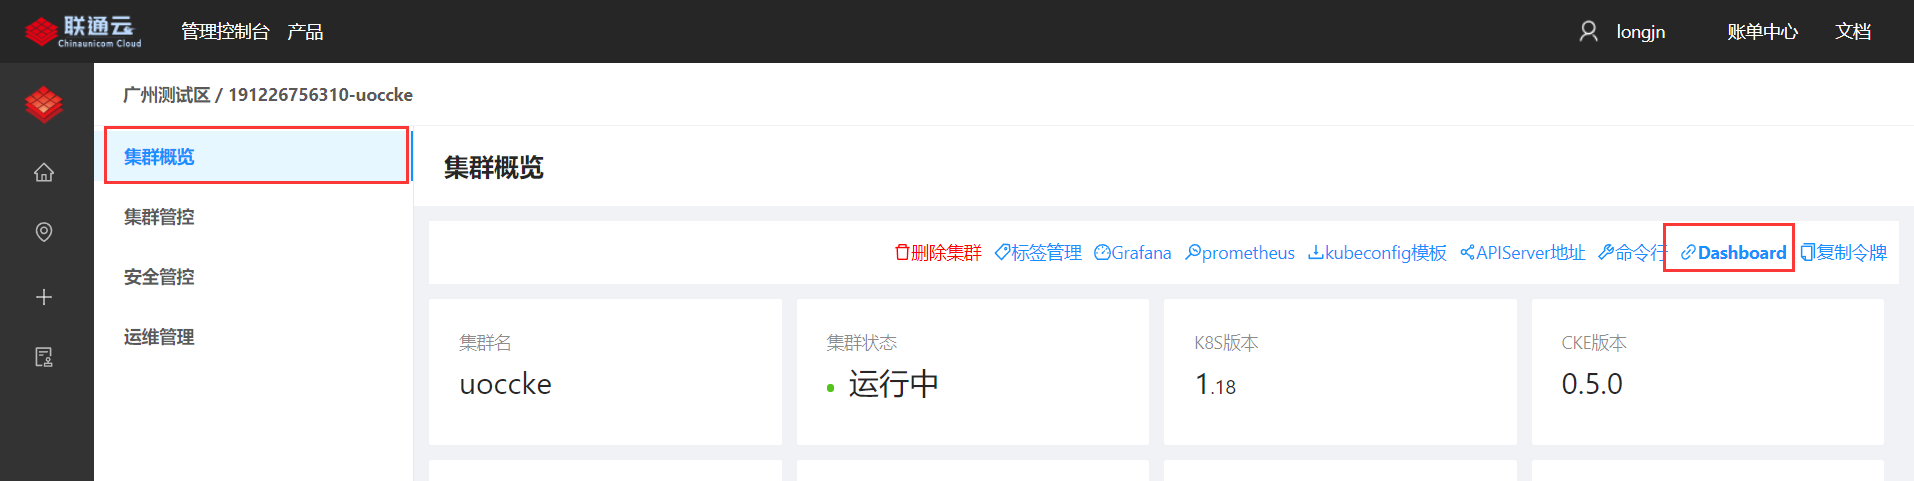 联通云 管理控制台 产品 longjn 账单中心 文档
Chinaunicom Cloud
广州测试区 / 191226756310-uoccke
集群概览
集群管控
安全管控
运维管理
集群概览
删除集群 标签管理 Grafana prometheus kubeconfig模板 APIServer地址 命令行 Dashboard 复制令牌
集群名 集群状态 K8S版本 CKE版本
uoccke 运行中 1.18 0.5.0